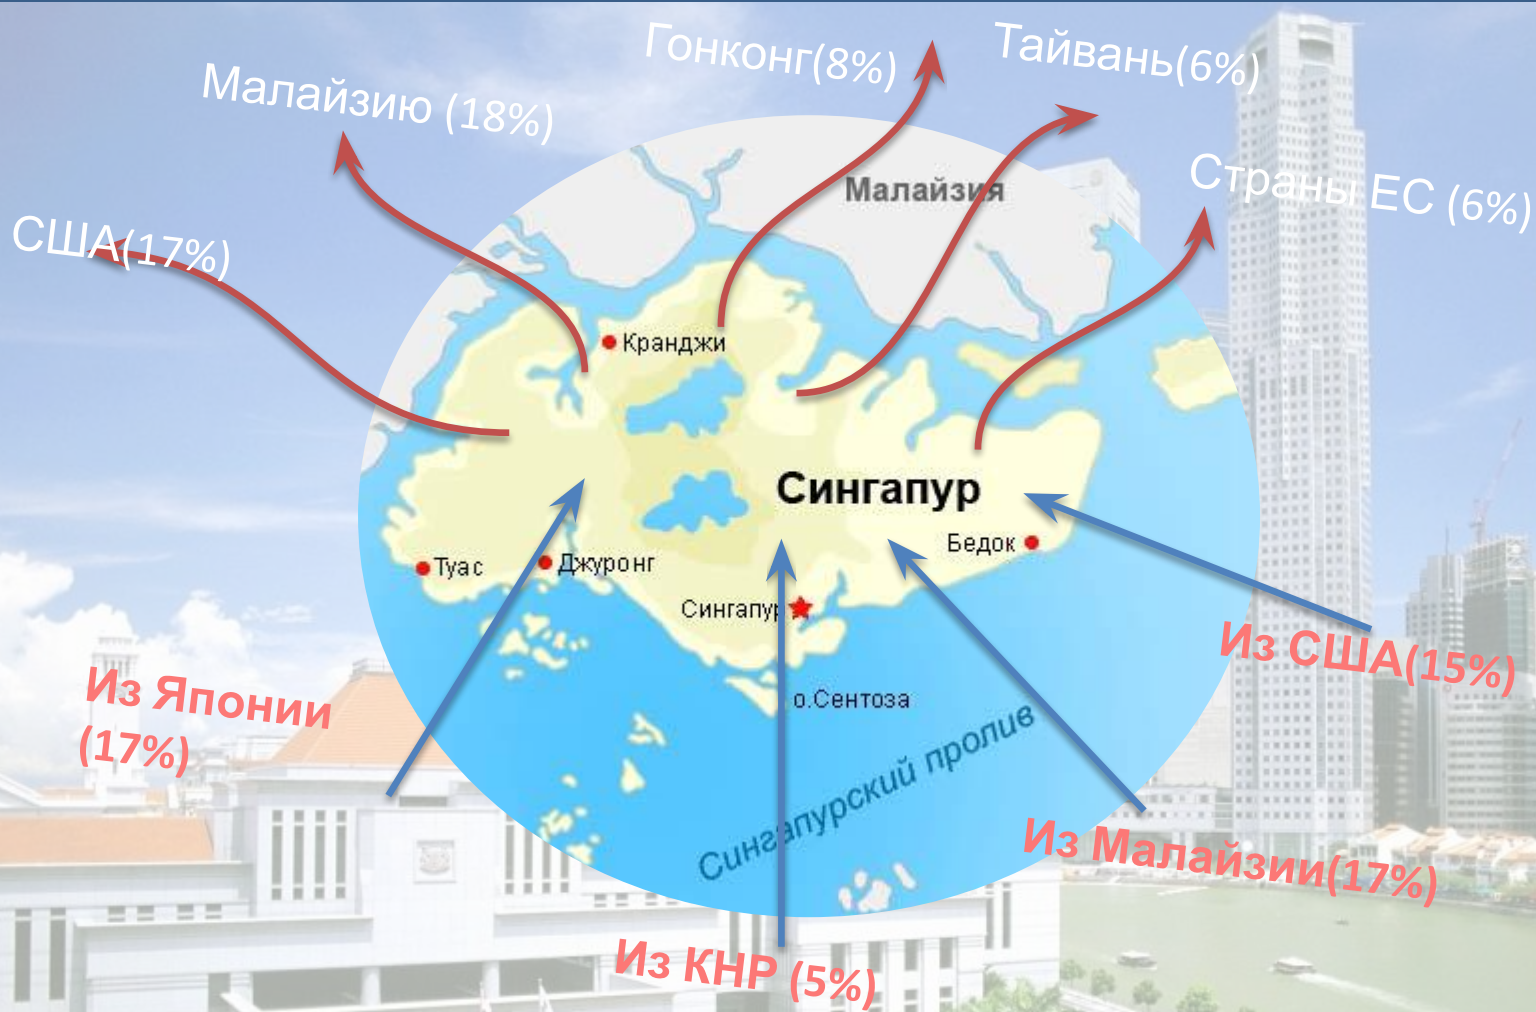 Гонконг(8%)
Тайвань(6%)
Малайзию (18%)
Страны ЕС (6%)
США(17%)
Малайзия
Кранджи
Сингапур
Бедок
Туас
Джуронг
Сингапур
о.Сентоза
Сингапурский пролив
Из США(15%)
Из Японии
(17%)
Из Малайзии(17%)
Из КНР (5%)